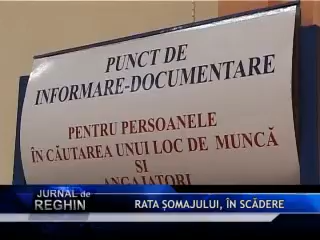 PUNCT DE
INFORMARE-DOCUMENTARE
PENTRU PERSOANELE
ÎN CĂUTAREA UNUI LOC DE MUNCĂ
ȘI
ANGAJATORI
JURNAL de
REGHIN
RATA ȘOMAJULUI, ÎN SCĂDERE